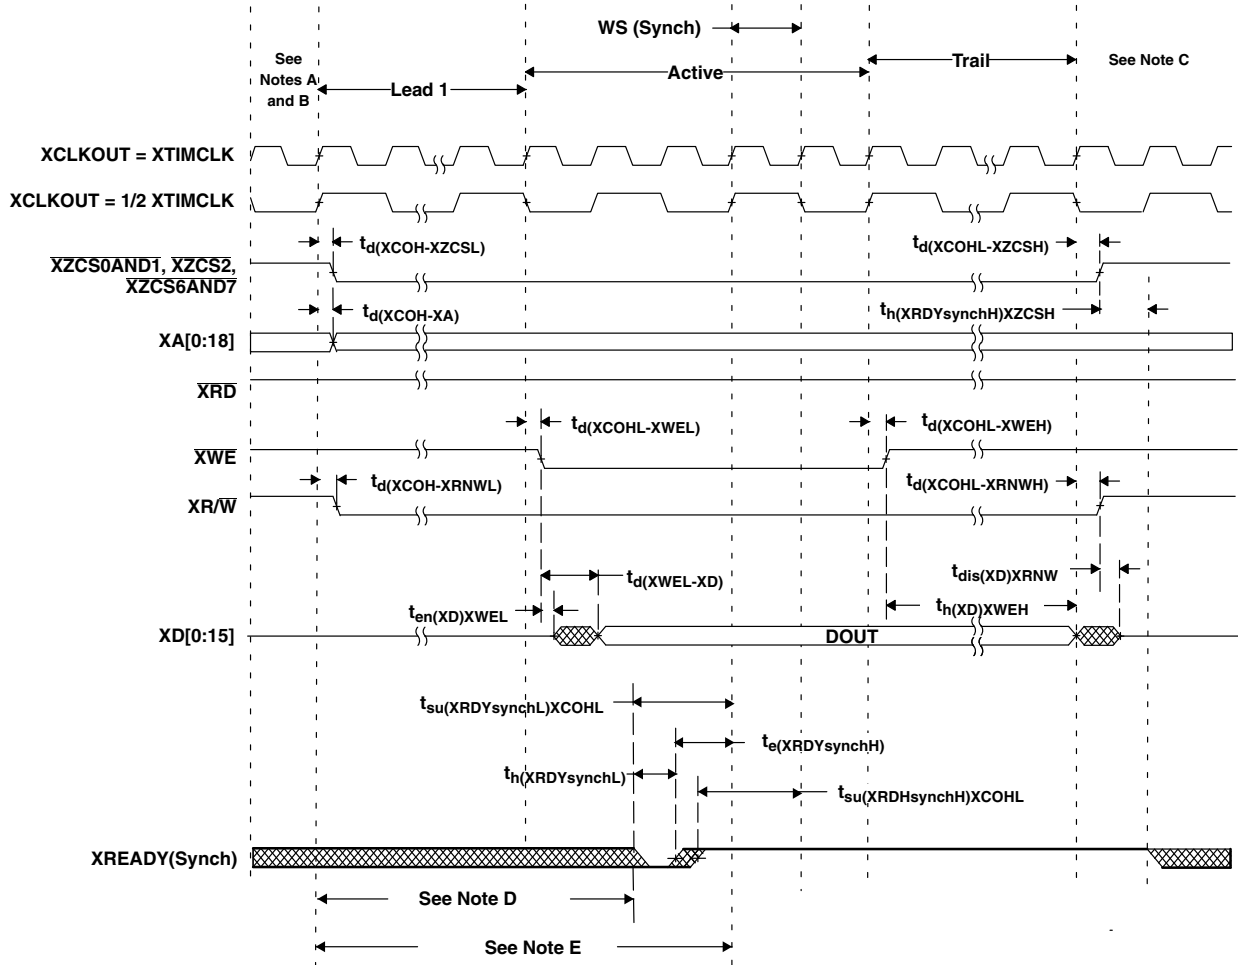 WS (Synch)
See
Notes A
and B
Lead 1
Active
Trail
See Note C
XCLKOUT = XTIMCLK
XCLKOUT = 1/2 XTIMCLK
td(XCOH-XZCSL)
td(XCOHL-XZCSH)
XZCS0AND1, XZCS2,
XZCS6AND7
td(XCOH-XA)
th(XRDYsynchH)XZCSH
XA[0:18]
XRD
td(XCOHL-XWEL)
td(XCOHL-XWEH)
XWE
td(XCOH-XRNWL)
td(XCOHL-XRNWH)
XR/W
td(XWEL-XD)
tdis(XD)XRNW
ten(XD)XWEL
th(XD)XWEH
XD[0:15]
DOUT
tsu(XRDYsynchL)XCOHL
te(XRDYsynchH)
th(XRDYsynchL)
tsu(XRDHsynchH)XCOHL
XREADY(Synch)
See Note D
See Note E